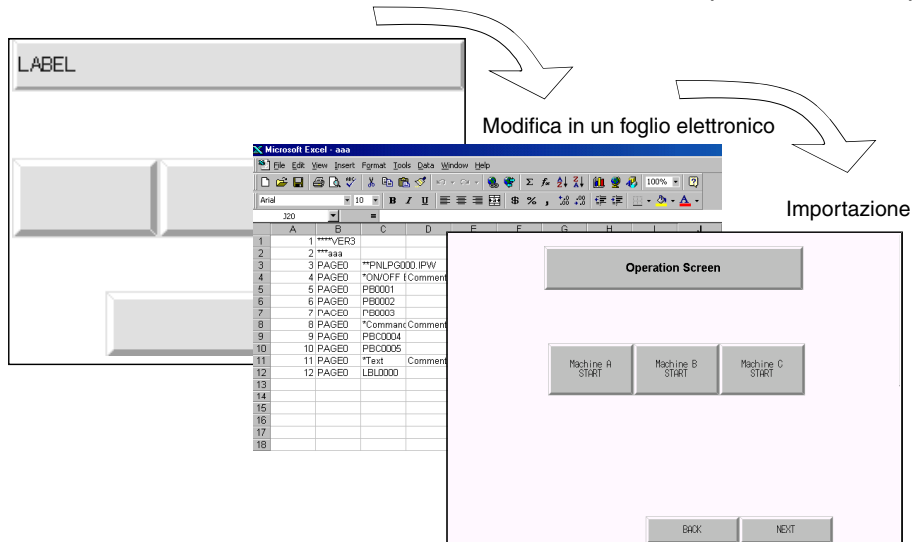 LABEL
Modifica in un foglio elettronico
Microsoft Excel - aaa
File Edit View Insert Format Tools Data Window Help
100%
Arial 10 B I U $ % ,
J20 =
A B C D E F G H I J
1 1 ****VER3
2 2 ***aaa
3 3 PAGE0 **PNLPG000.IPW
4 4 PAGE0 *ON/OFF Comment
5 5 PAGE0 PB0001
6 6 PAGE0 PB0002
7 7 PAGE0 PB0003
8 8 PAGE0 *Command Comment
9 9 PAGE0 PBC0004
10 10 PAGE0 PBC0005
11 11 PAGE0 *Text Comment
12 12 PAGE0 LBL0000
13
14
15
16
17
18
Importazione
Operation Screen
Machine A
START
Machine B
START
Machine C
START
BACK
NEXT